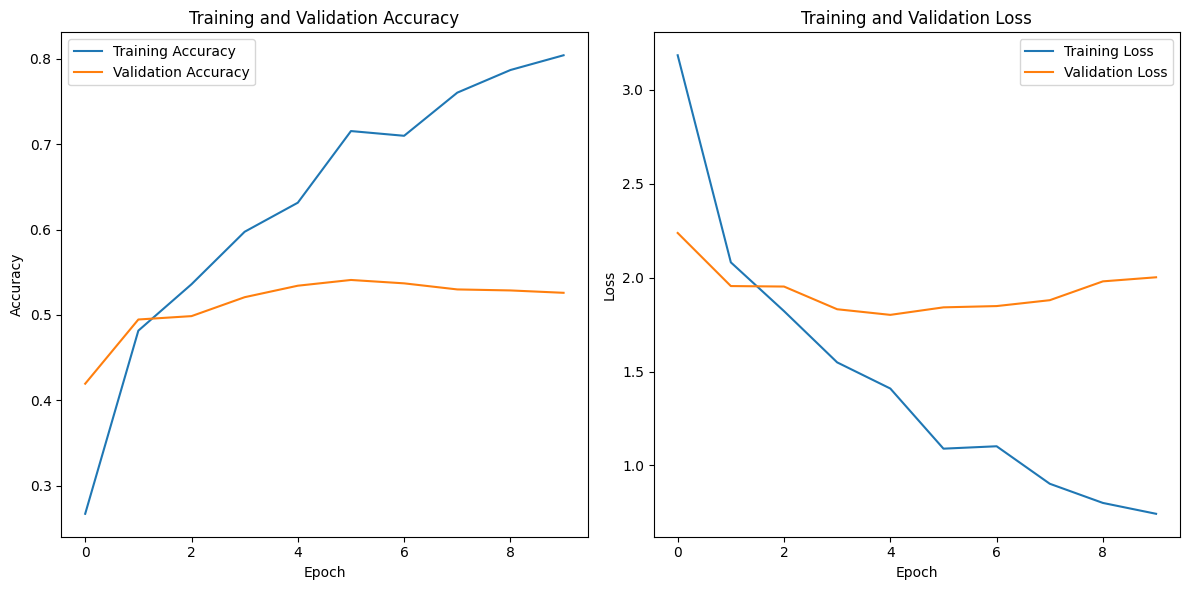 Training and Validation Accuracy
Training Accuracy
Validation Accuracy
0.8
0.7
0.6
0.5
0.4
0.3
Accuracy
0 2 4 6 8
Epoch
Training and Validation Loss
Training Loss
Validation Loss
3.0
2.5
2.0
1.5
1.0
Loss
0 2 4 6 8
Epoch